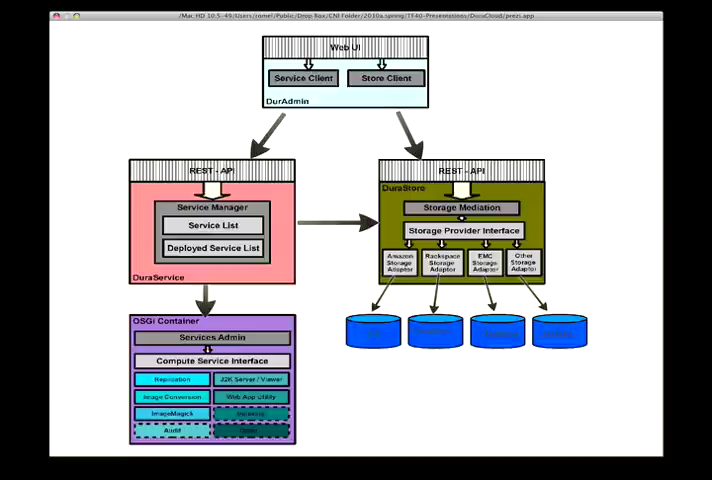 /Mac-HD 10.5-49/Users/romel/Public/Drop Box/CNI Folder/2010a.spring/TF40-Presentations/DuraCloud/prezi.app
Web UI
Service Client
Store Client
DurAdmin
REST - API
Service Manager
Service List
Deployed Service List
DuraService
REST - API
DuraStore
Storage Mediation
Storage Provider Interface
Amazon
Storage
Adaptor
Rackspace
Storage
Adaptor
EMC
Storage
Adaptor
Other
Storage
Adaptor
OSGi Container
Services Admin
Compute Service Interface
Replication
J2K Server / Viewer
Image Conversion
Web App Utility
ImageMagick
Audit